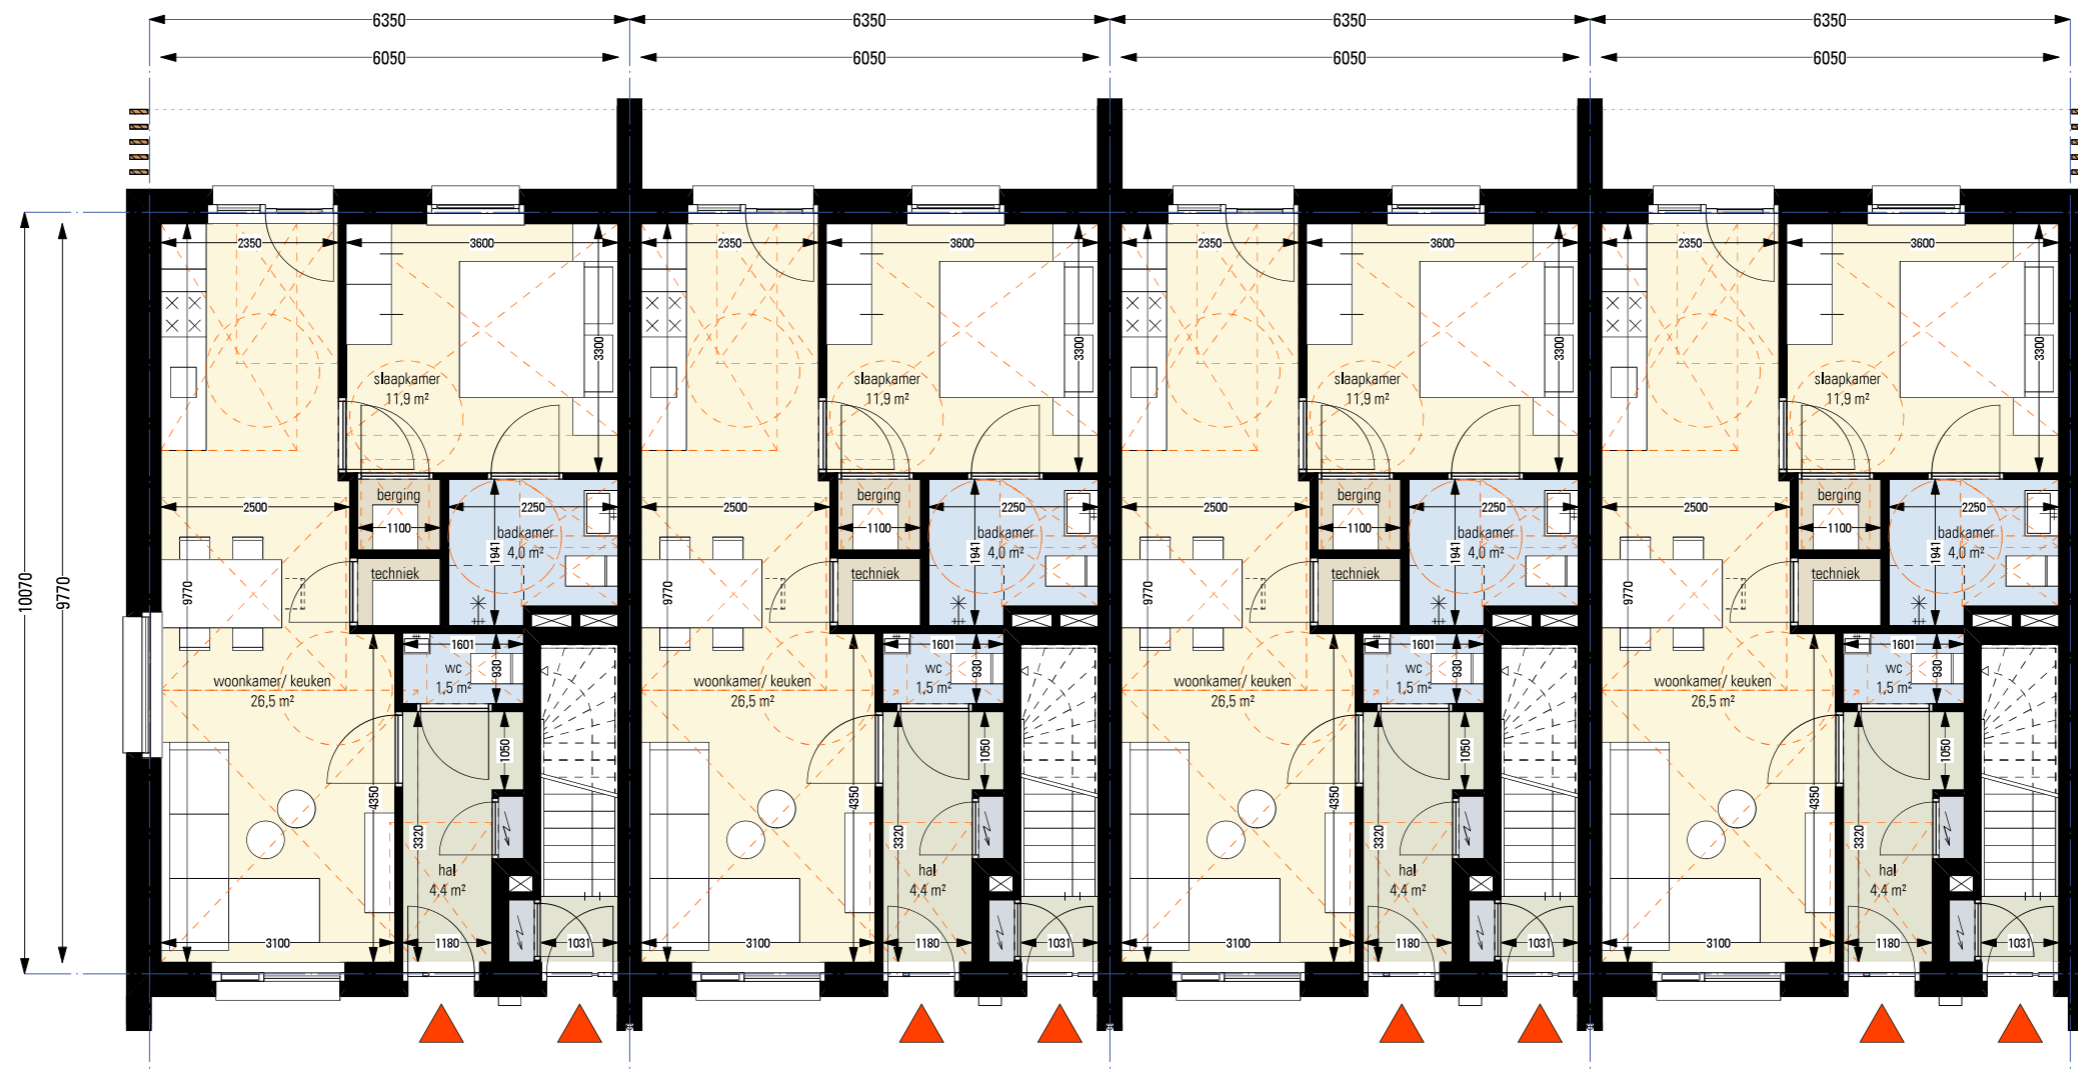 6350 6350 6350 6350
6050 6050 6050 6050
10070
9770
2350 3600 2350 3600 2350 3600 2350 3600
3300 3300 3300 3300
slaapkamer slaapkamer slaapkamer slaapkamer
11,9 m² 11,9 m² 11,9 m² 11,9 m²
berging berging berging berging
2500 1100 2250 2500 1100 2250 2500 1100 2250 2500 1100 2250
badkamer badkamer badkamer badkamer
4,0 m² 4,0 m² 4,0 m² 4,0 m²
1941 1941 1941 1941
techniek techniek techniek techniek
9770 9770 9770 9770
1601 1601 1601 1601
wc wc wc wc
930 930 930 930
1,5 m² 1,5 m² 1,5 m² 1,5 m²
woonkamer/ keuken woonkamer/ keuken woonkamer/ keuken woonkamer/ keuken
26,5 m² 26,5 m² 26,5 m² 26,5 m²
1050 1050 1050 1050
4350 4350 4350 4350
3320 3320 3320 3320
hal hal hal hal
4,4 m² 4,4 m² 4,4 m² 4,4 m²
3100 1180 1031 3100 1180 1031 3100 1180 1031 3100 1180 1031